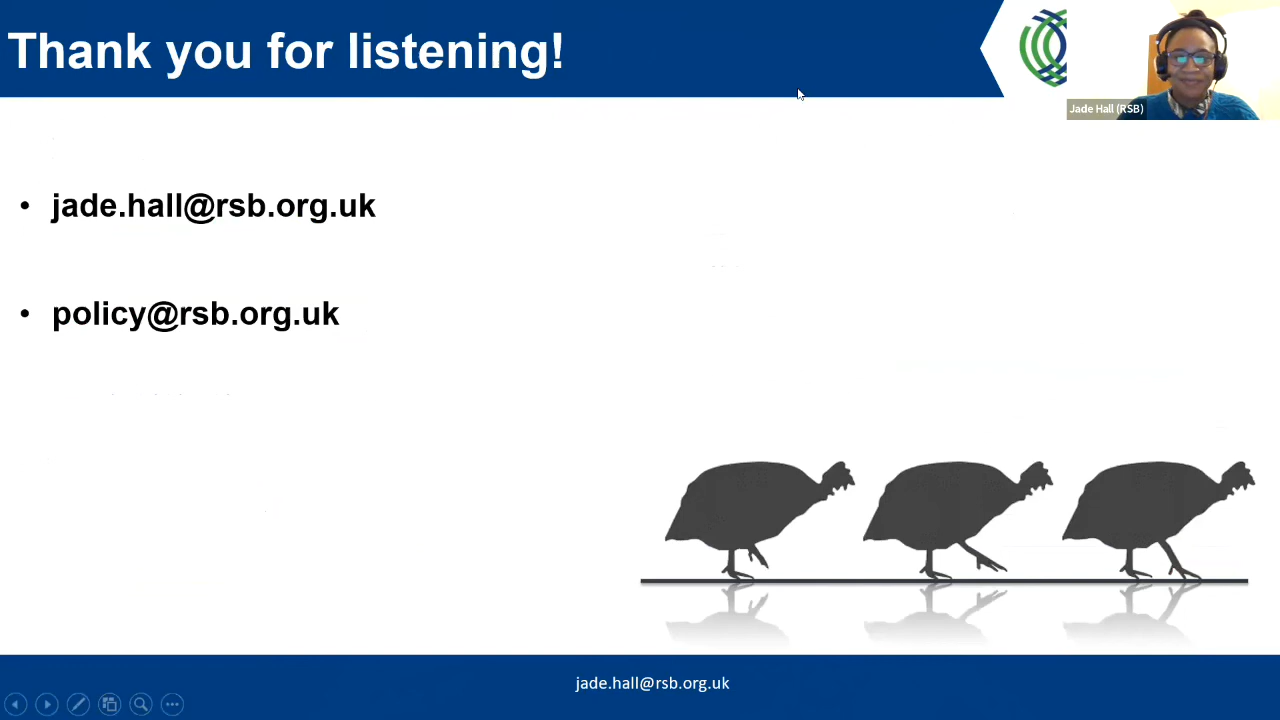 Thank you for listening!
Jade Hall (RSB)
• jade.hall@rsb.org.uk
• policy@rsb.org.uk
jade.hall@rsb.org.uk